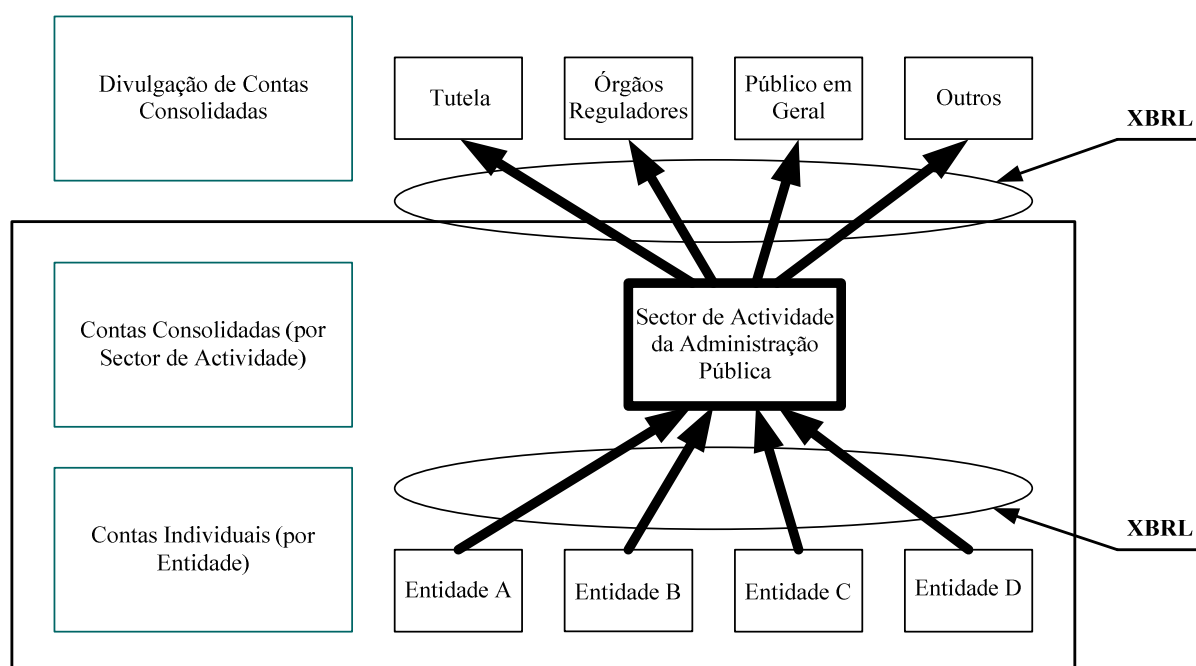 Divulgação de Contas
Consolidadas
Tutela
Órgãos
Reguladores
Público em
Geral
Outros
XBRL
Contas Consolidadas (por
Sector de Actividade)
Sector de Actividade
da Administração
Pública
Contas Individuais (por
Entidade)
Entidade A
Entidade B
Entidade C
Entidade D
XBRL